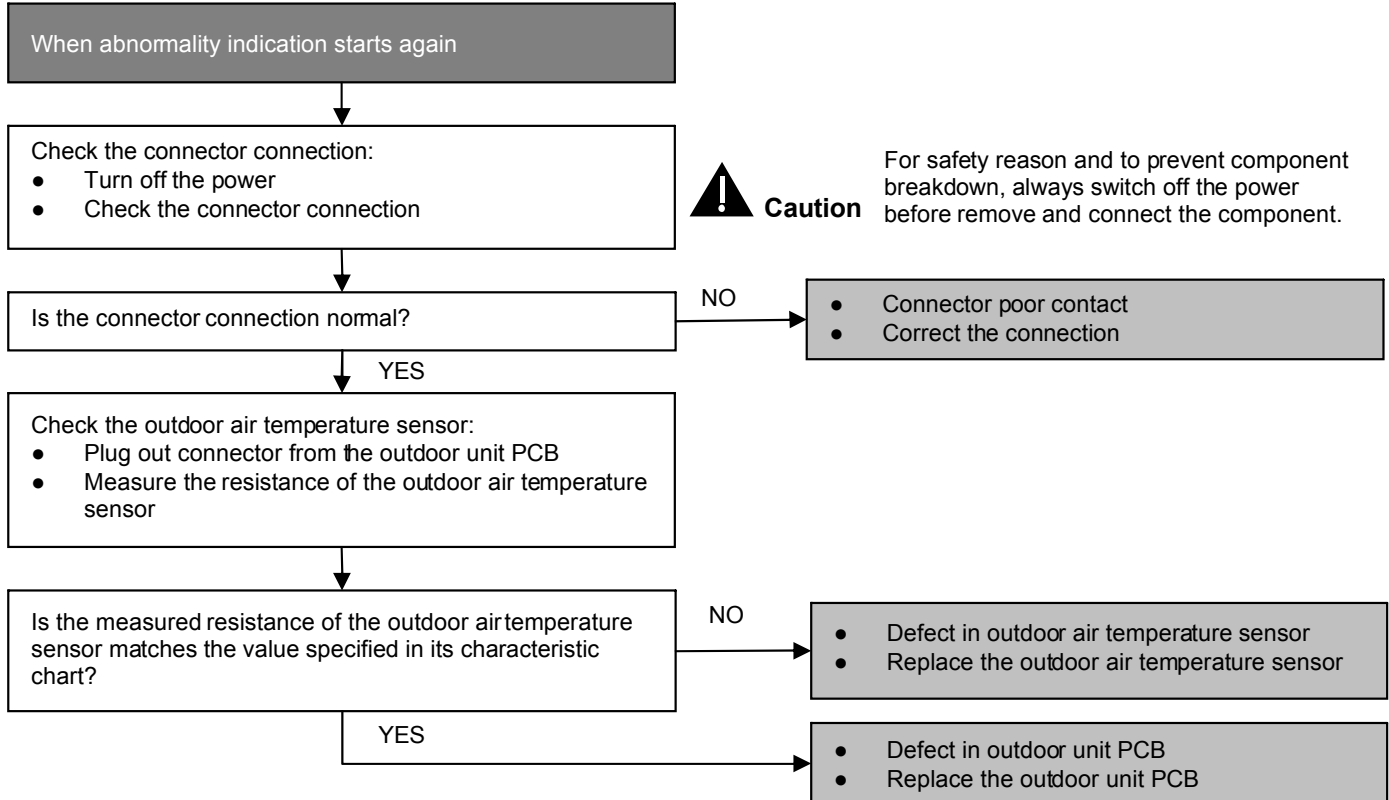 When abnormality indication starts again
Check the connector connection:
● Turn off the power
● Check the connector connection
Caution
For safety reason and to prevent component
breakdown, always switch off the power
before remove and connect the component.
Is the connector connection normal?
NO
● Connector poor contact
● Correct the connection
YES
Check the outdoor air temperature sensor:
● Plug out connector from the outdoor unit PCB
● Measure the resistance of the outdoor air temperature
sensor
Is the measured resistance of the outdoor air temperature
sensor matches the value specified in its characteristic
chart?
NO
● Defect in outdoor air temperature sensor
● Replace the outdoor air temperature sensor
YES
● Defect in outdoor unit PCB
● Replace the outdoor unit PCB